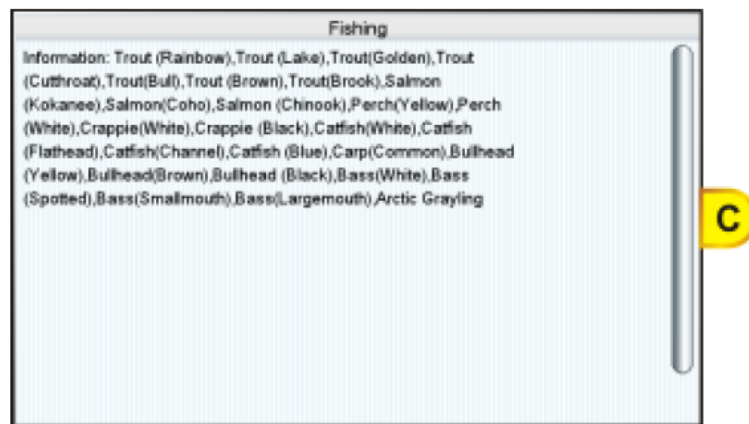 Fishing
Information: Trout (Rainbow),Trout (Lake),Trout(Golden),Trout
(Cutthroat),Trout(Bull),Trout (Brown),Trout(Brook),Salmon
(Kokanee),Salmon(Coho),Salmon (Chinook),Perch(Yellow),Perch
(White),Crappie(White),Crappie (Black),Catfish(White),Catfish
(Flathead),Catfish(Channel),Catfish (Blue),Carp(Common),Bullhead
(Yellow),Bullhead(Brown),Bullhead (Black),Bass(White),Bass
(Spotted),Bass(Smallmouth),Bass(Largemouth),Arctic Grayling
C